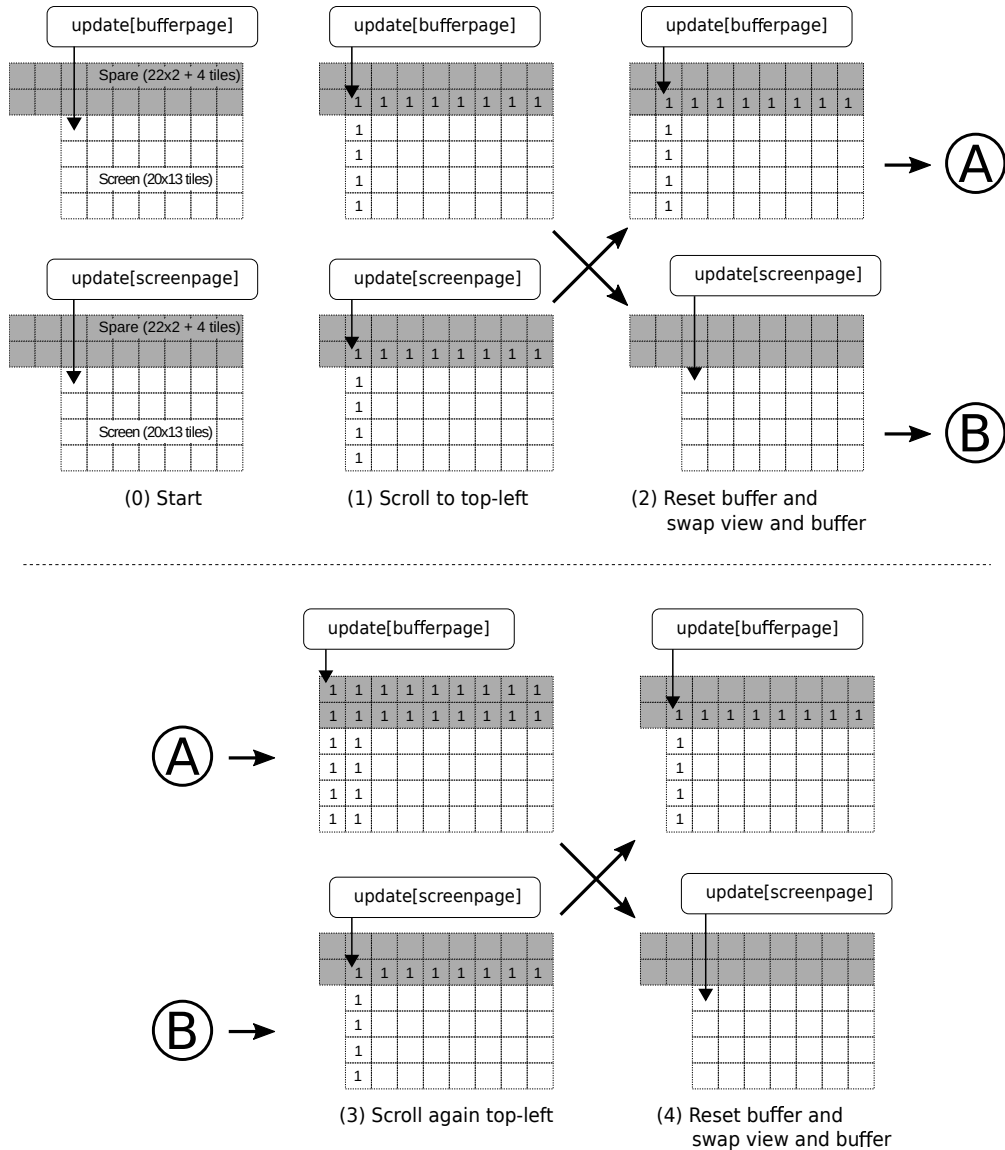 update[bufferpage] update[bufferpage] update[bufferpage]
Spare (22x2 + 4 tiles)
1 1 1 1 1 1 1 1 1 1 1 1 1 1 1 1
1 1
1 1
Screen (20x13 tiles) 1 1
1 1
A
update[screenpage] update[screenpage] update[screenpage]
Spare (22x2 + 4 tiles)
1 1 1 1 1 1 1 1
1
1
Screen (20x13 tiles) 1
1
B
(0) Start (1) Scroll to top-left (2) Reset buffer and
swap view and buffer
update[bufferpage] update[bufferpage]
1 1 1 1 1 1 1 1 1
1 1 1 1 1 1 1 1 1 1 1 1 1 1 1 1 1
1 1 1
1 1 1
1 1 1
1 1 1
A
update[screenpage] update[screenpage]
1 1 1 1 1 1 1 1
1
1
1
1
B
(3) Scroll again top-left (4) Reset buffer and
swap view and buffer